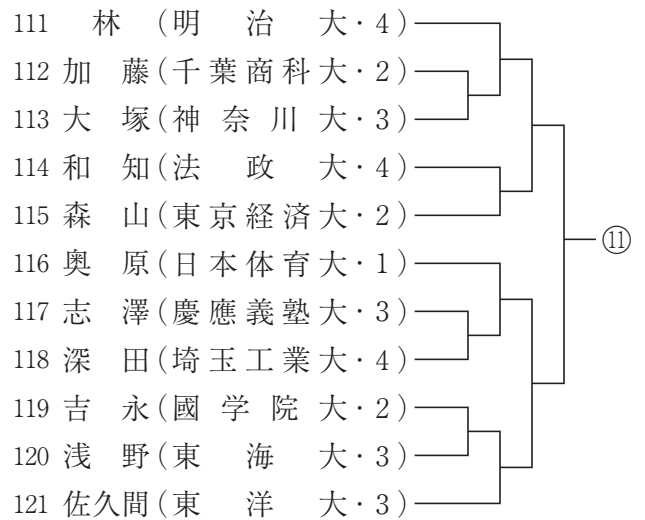 111 林 (明治大・4)
112 加藤(千葉商科大・2)
113 大塚(神奈川大・3)
114 和知(法政大・4)
115 森山(東京経済大・2)
⑪
116 奥原(日本体育大・1)
117 志澤(慶應義塾大・3)
118 深田(埼玉工業大・4)
119 吉永(國学院大・2)
120 浅野(東海大・3)
121 佐久間(東洋大・3)